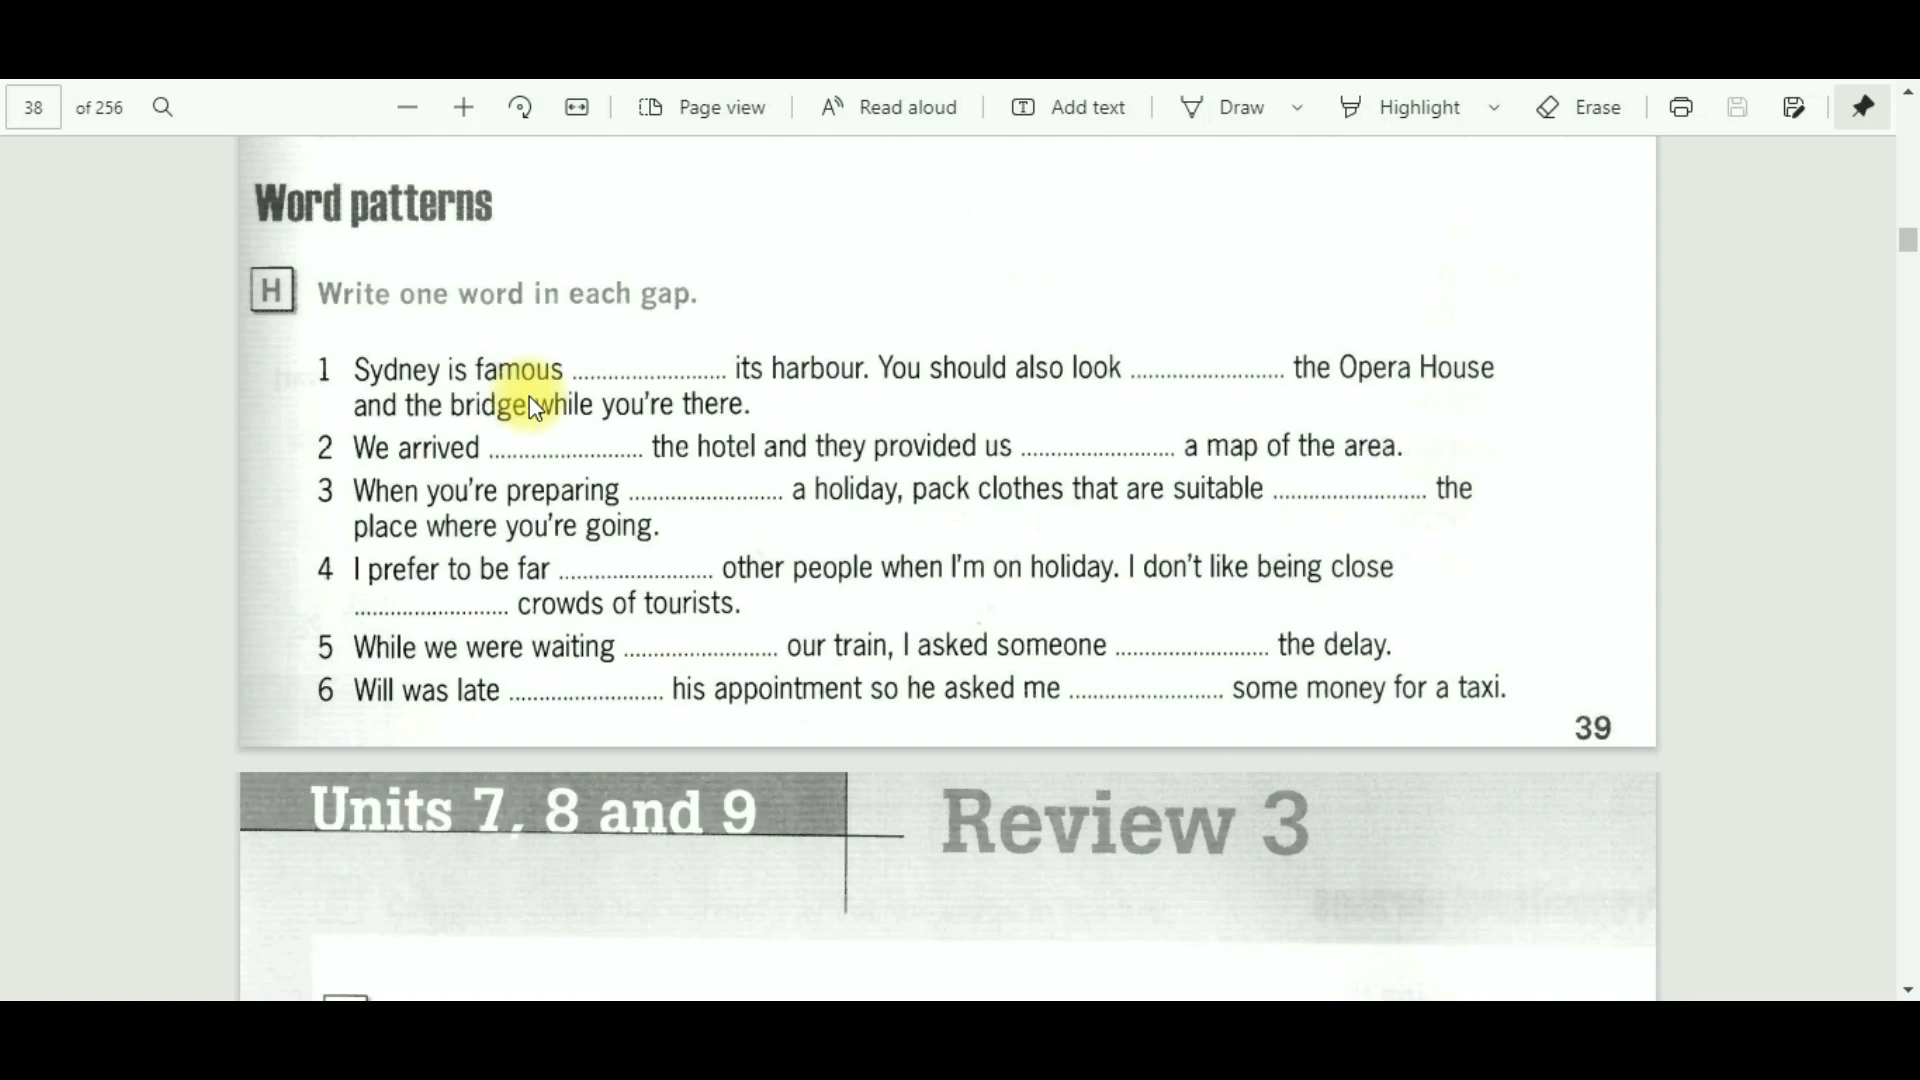 38 of 256 Page view Read aloud Add text Draw Highlight Erase
Word patterns
H Write one word in each gap.
1 Sydney is famous .......................... its harbour. You should also look .......................... the Opera House
and the bridge while you're there.
2 We arrived .......................... the hotel and they provided us .......................... a map of the area.
3 When you're preparing .......................... a holiday, pack clothes that are suitable .......................... the
place where you're going.
4 I prefer to be far .......................... other people when I'm on holiday. I don't like being close
.......................... crowds of tourists.
5 While we were waiting .......................... our train, I asked someone .......................... the delay.
6 Will was late .......................... his appointment so he asked me .......................... some money for a taxi.
39
Units 7, 8 and 9 Review 3